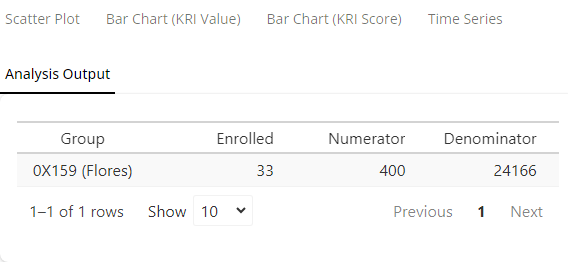 Scatter Plot Bar Chart (KRI Value) Bar Chart (KRI Score) Time Series
Analysis Output
Group Enrolled Numerator Denominator
0X159 (Flores) 33 400 24166
1–1 of 1 rows Show 10 Previous 1 Next